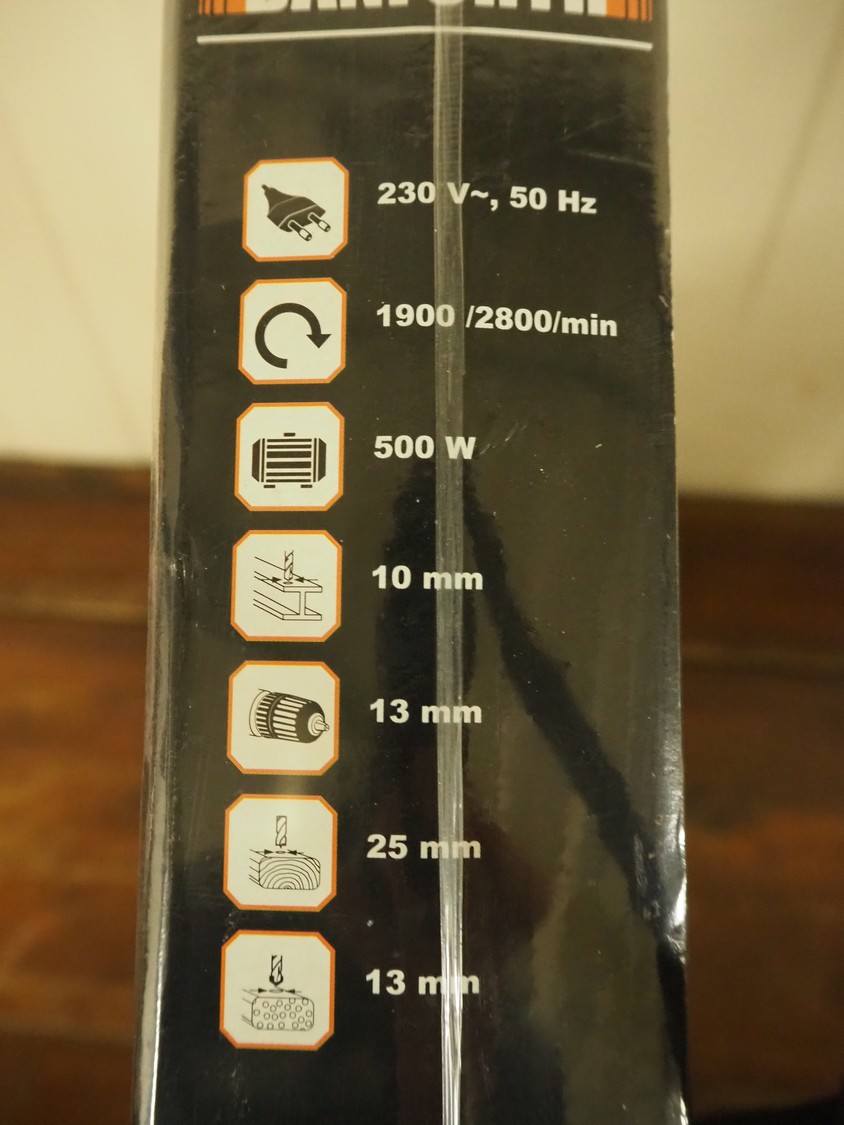 230 V~, 50 Hz
1900 /2800/min
500 W
10 mm
13 mm
25 mm
13 mm